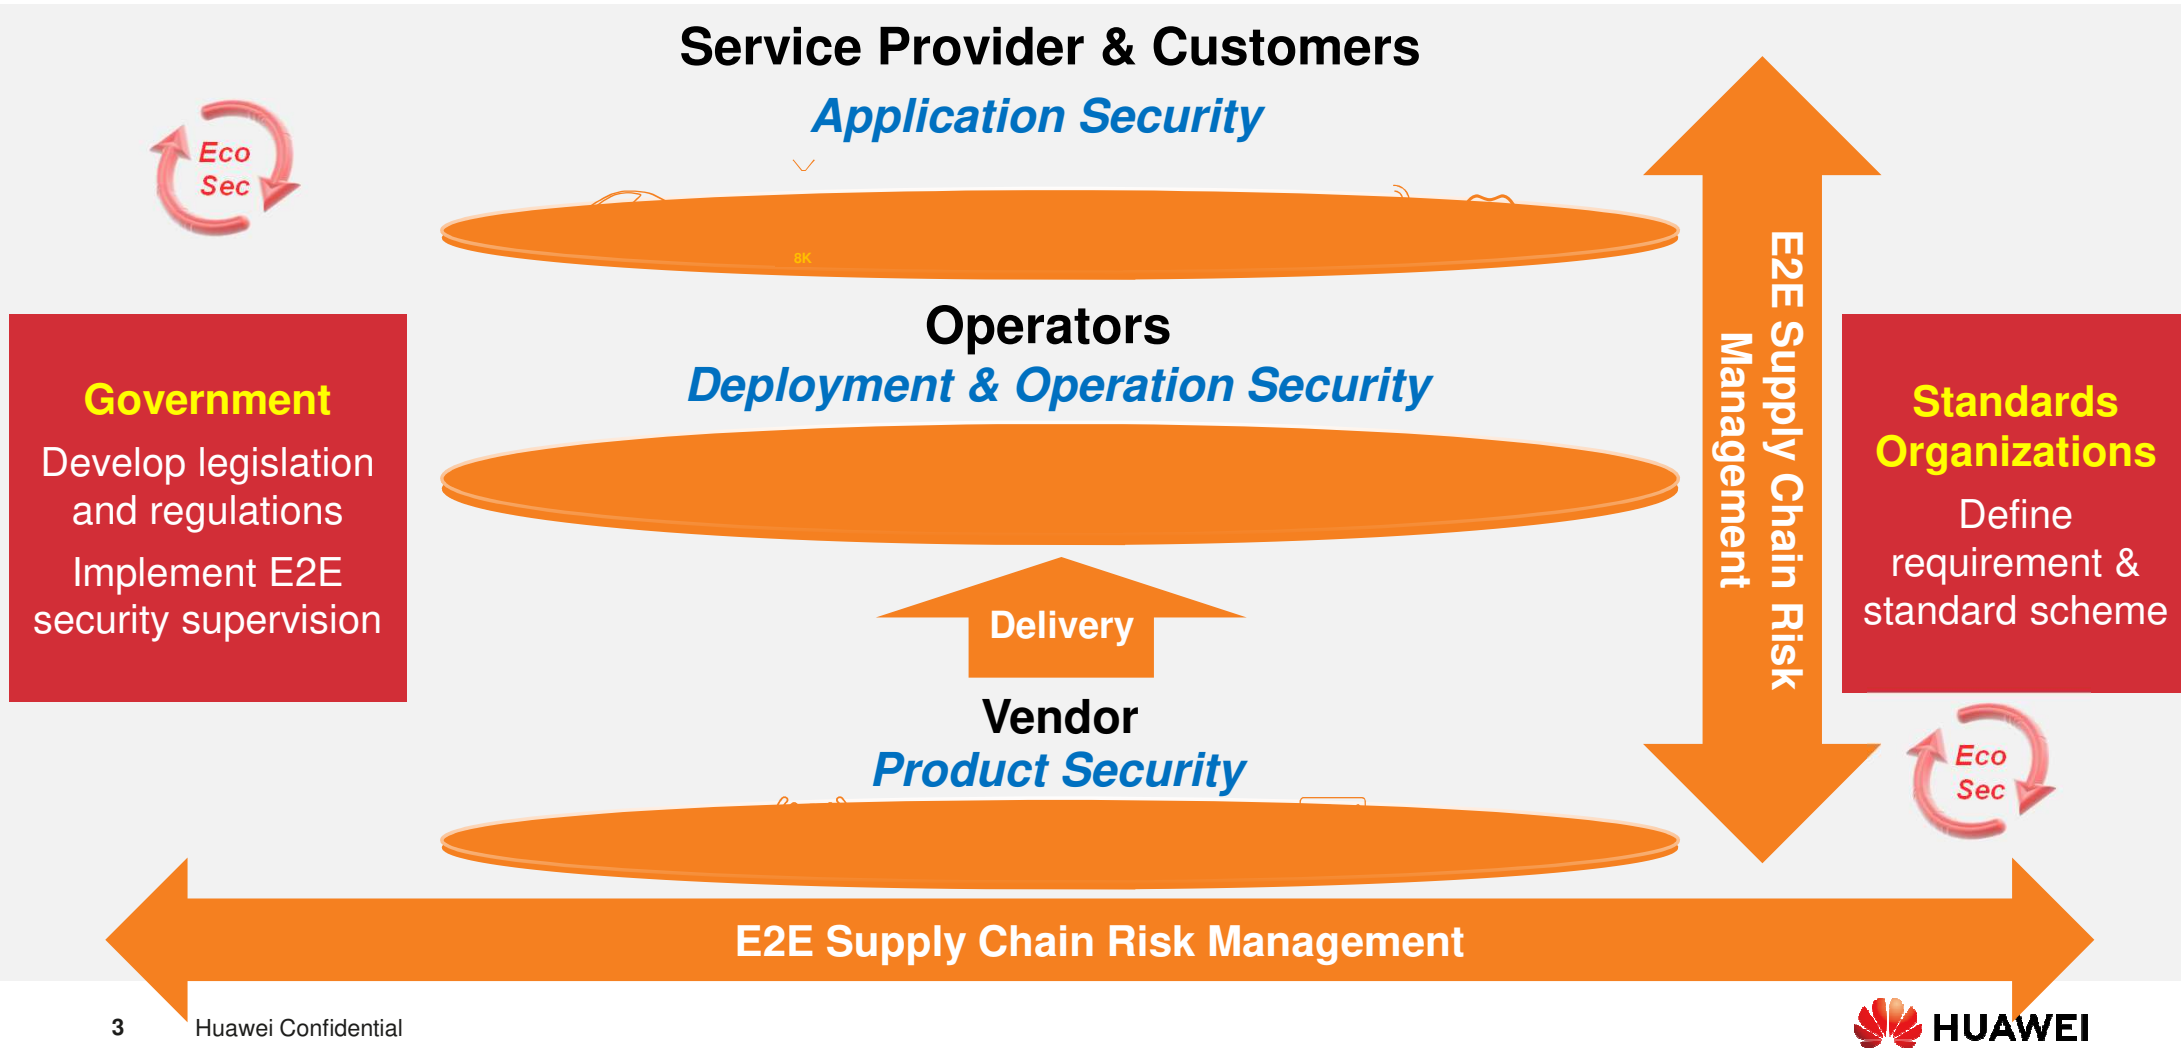 Service Provider & Customers
Application Security
Eco
Sec
8K
Operators
Deployment & Operation Security
Government
Develop legislation
and regulations
Implement E2E
security supervision
E2E Supply Chain Risk
Management
Standards
Organizations
Define
requirement &
standard scheme
Delivery
Vendor
Product Security
Eco
Sec
E2E Supply Chain Risk Management
3
Huawei Confidential
HUAWEI